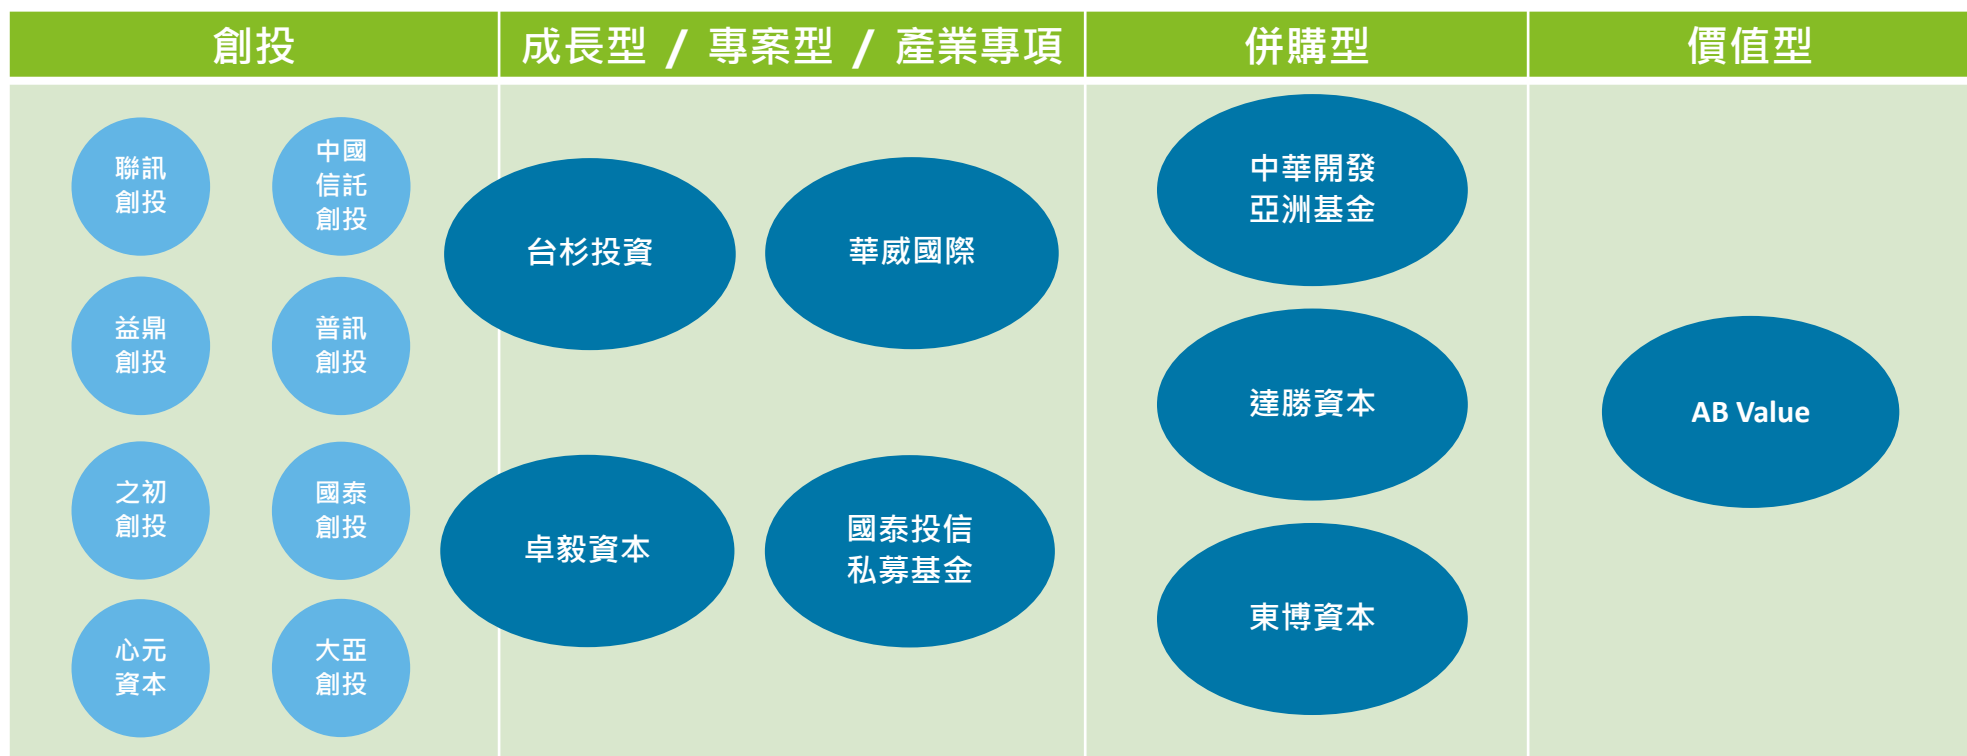 創投
成長型 / 專案型 / 產業專項
併購型
價值型
聯訊
創投
中國
信託
創投
益鼎
創投
普訊
創投
之初
創投
國泰
創投
心元
資本
大亞
創投
台杉投資
華威國際
卓毅資本
國泰投信
私募基金
中華開發
亞洲基金
達勝資本
東博資本
AB Value